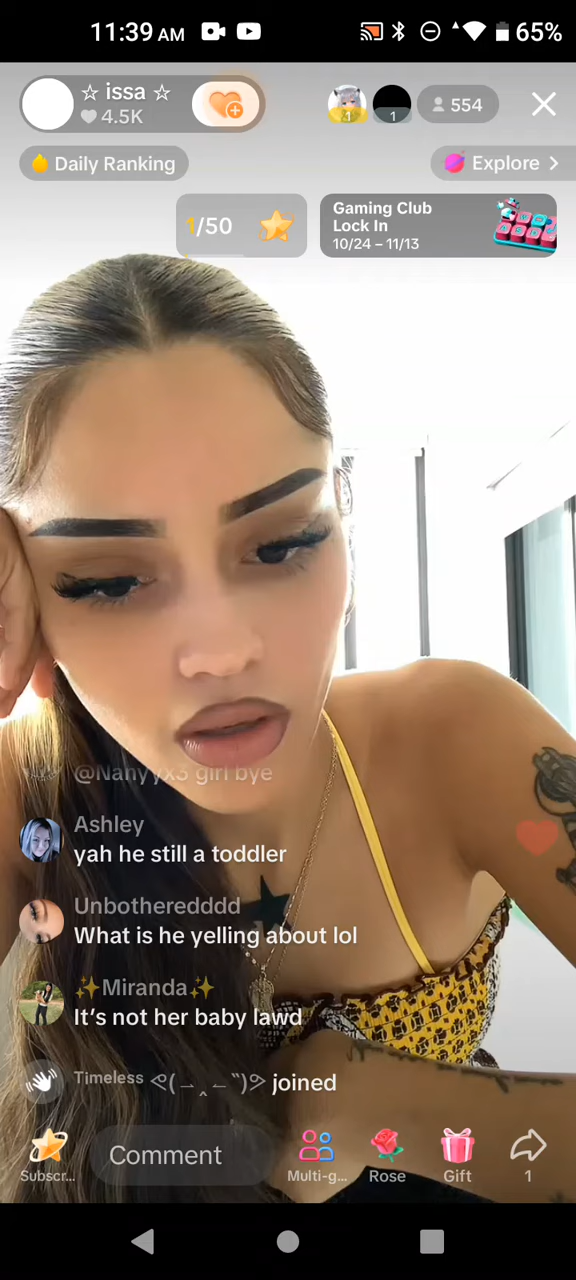 11:39 AM
65%
☆ issa ☆
4.5K
1
1
554
Daily Ranking
Explore >
1/50
Gaming Club
Lock In
10/24 – 11/13
@Nanyyx3 girl bye
Ashley
yah he still a toddler
Unbotheredddd
What is he yelling about lol
✨Miranda✨
It's not her baby lawd
Timeless joined
Subscr...
Comment
Multi-g...
Rose
Gift
1